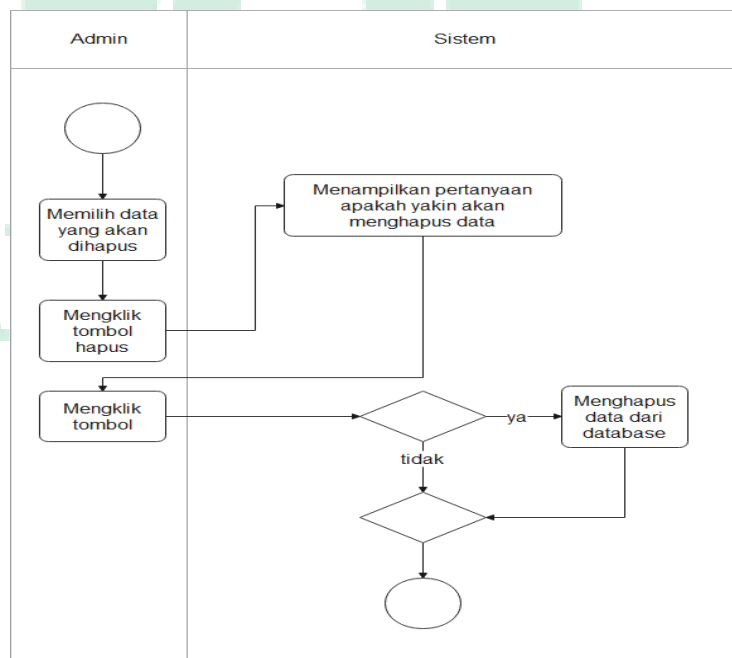 Admin
Sistem
Memilih data
yang akan
dihapus
Menampilkan pertanyaan
apakah yakin akan
menghapus data
Mengklik
tombol
hapus
Mengklik
tombol
ya
Menghapus
data dari
database
tidak